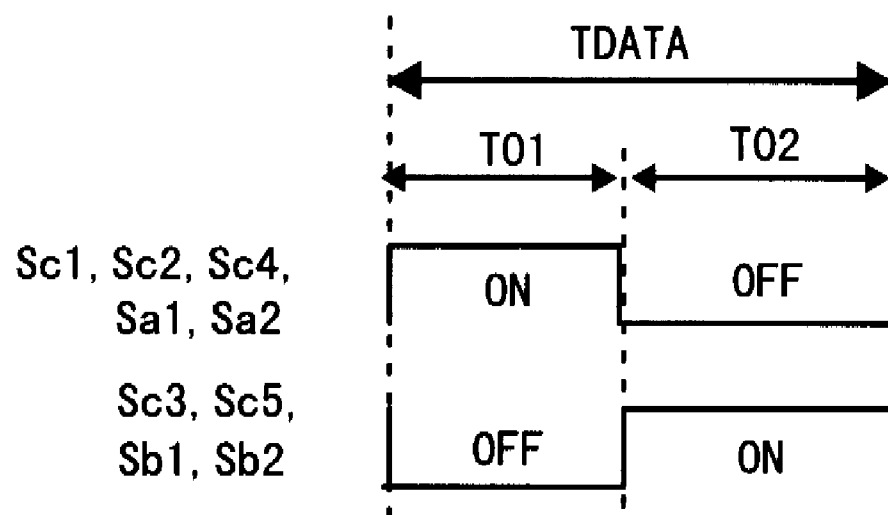 TDATA
T01
T02
Sc1, Sc2, Sc4,
Sa1, Sa2
ON
OFF
Sc3, Sc5,
Sb1, Sb2
OFF
ON